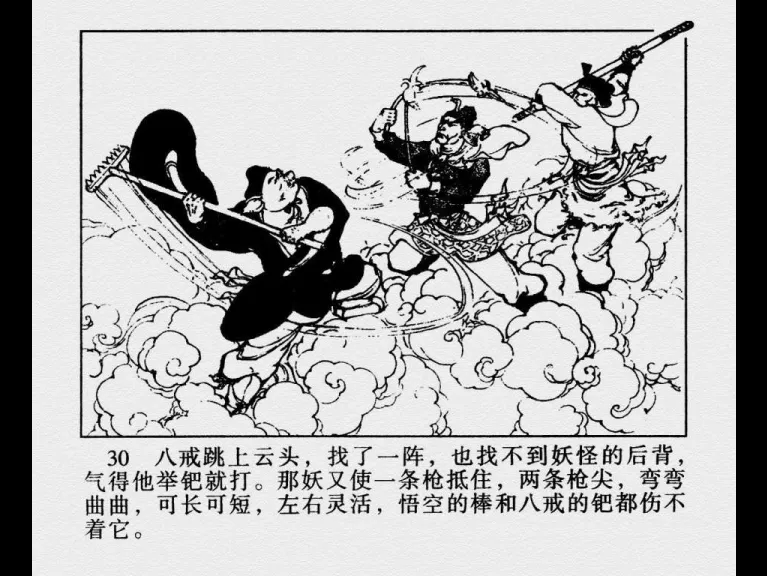 30 八戒跳上云头，找了一阵，也找不到妖怪的后背，
气得他举钯就打。那妖又使一条枪抵住，两条枪尖，弯弯
曲曲，可长可短，左右灵活，悟空的棒和八戒的钯都伤不
着它。